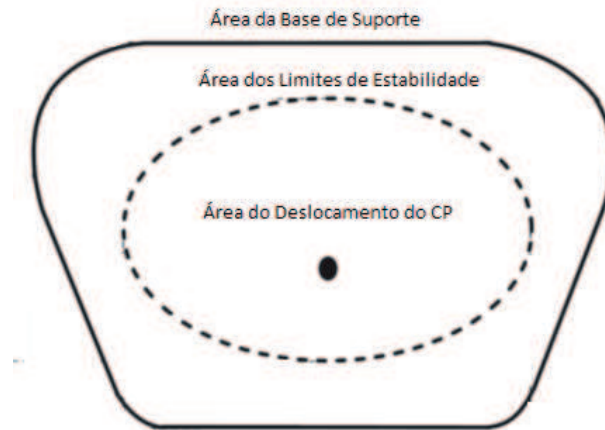 Área da Base de Suporte
Área dos Limites de Estabilidade
Área do Deslocamento do CP